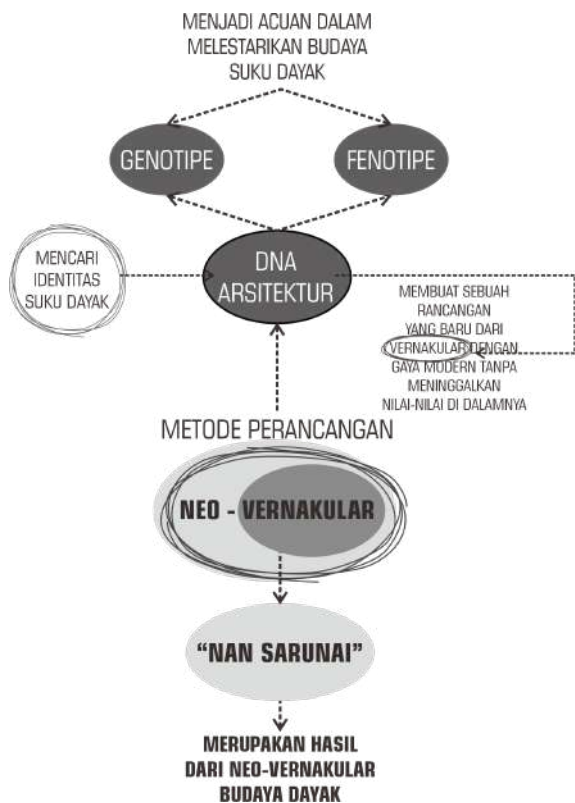 MENJADI ACUAN DALAM
MELESTARIKAN BUDAYA
SUKU DAYAK
GENOTIPE
FENOTIPE
MENCARI
IDENTITAS
SUKU DAYAK
DNA
ARSITEKTUR
MEMBUAT SEBUAH
RANCANGAN
YANG BARU DARI
VERNAKULAR DENGAN
GAYA MODERN TANPA
MENINGGALKAN
NILAI-NILAI DI DALAMNYA
METODE PERANCANGAN
NEO - VERNAKULAR
“NAN SARUNAI”
MERUPAKAN HASIL
DARI NEO-VERNAKULAR
BUDAYA DAYAK